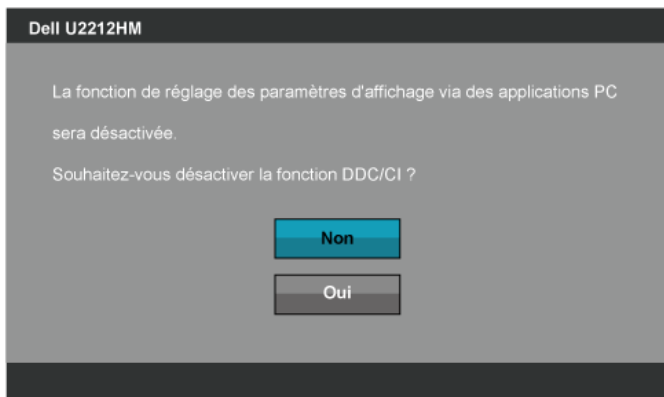 Dell U2212HM
La fonction de réglage des paramètres d'affichage via des applications PC
sera désactivée.
Souhaitez-vous désactiver la fonction DDC/CI ?
Non
Oui